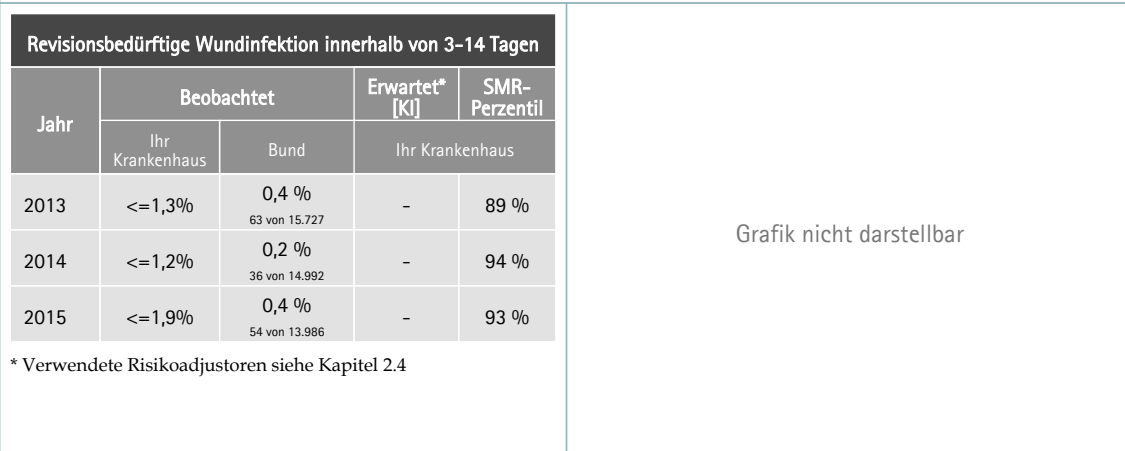 Revisionsbedürftige Wundinfektion innerhalb von 3-14 Tagen
Jahr
Beobachtet
Erwartet*
[KI]
SMR-
Perzentil
Ihr
Krankenhaus
Bund
Ihr Krankenhaus
2013 <=1,3% 0,4 % – 89 %
63 von 15.727
2014 <=1,2% 0,2 % – 94 %
36 von 14.992
2015 <=1,9% 0,4 % – 93 %
54 von 13.986
* Verwendete Risikoadjustoren siehe Kapitel 2.4
Grafik nicht darstellbar